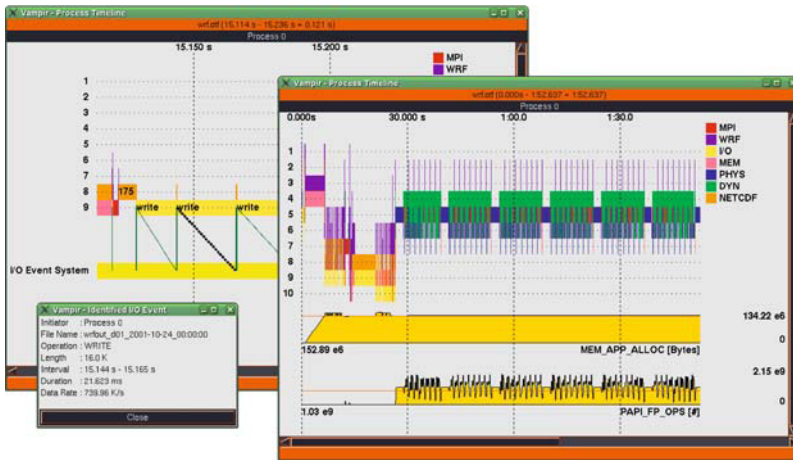 Vampir - Process Timeline
wrf.otf (15.114 s - 15.236 s = 0.121 s)
Process 0
15.150 s 15.200 s
MPI
WRF
1
2
3
4
5
6
7
8 175
9 write write write
I/O Event System
Vampir - Identified I/O Event
Initiator : Process 0
File Name : wrfout_d01_2001-10-24_00:00:00
Operation : WRITE
Length : 16.0 K
Interval : 15.144 s - 15.165 s
Duration : 21.623 ms
Data Rate : 739.96 K/s
Close
Vampir - Process Timeline
wrf.otf (0.000s - 1:52.637 = 1:52.637)
Process 0
0.000s 30.000 s 1:00.0 1:30.0
MPI
WRF
I/O
MEM
PHYS
DYN
NETCDF
1
2
3
4
5
6
7
8
9
10
134.22 e6
0
152.89 e6 MEM_APP_ALLOC [Bytes]
2.15 e9
0
1.03 e9 PAPI_FP_OPS [#]